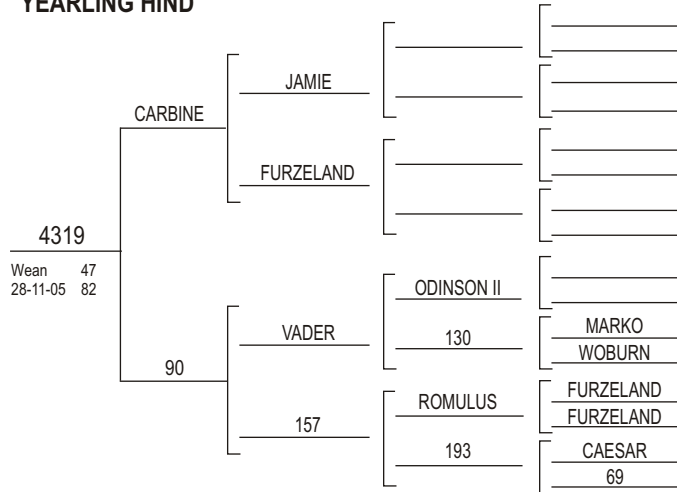 YEARLING HIND
JAMIE
CARBINE
FURZELAND
4319
Wean 47
28-11-05 82
ODINSON II
VADER
130
MARKO
WOBURN
90
ROMULUS
FURZELAND
FURZELAND
157
193
CAESAR
69